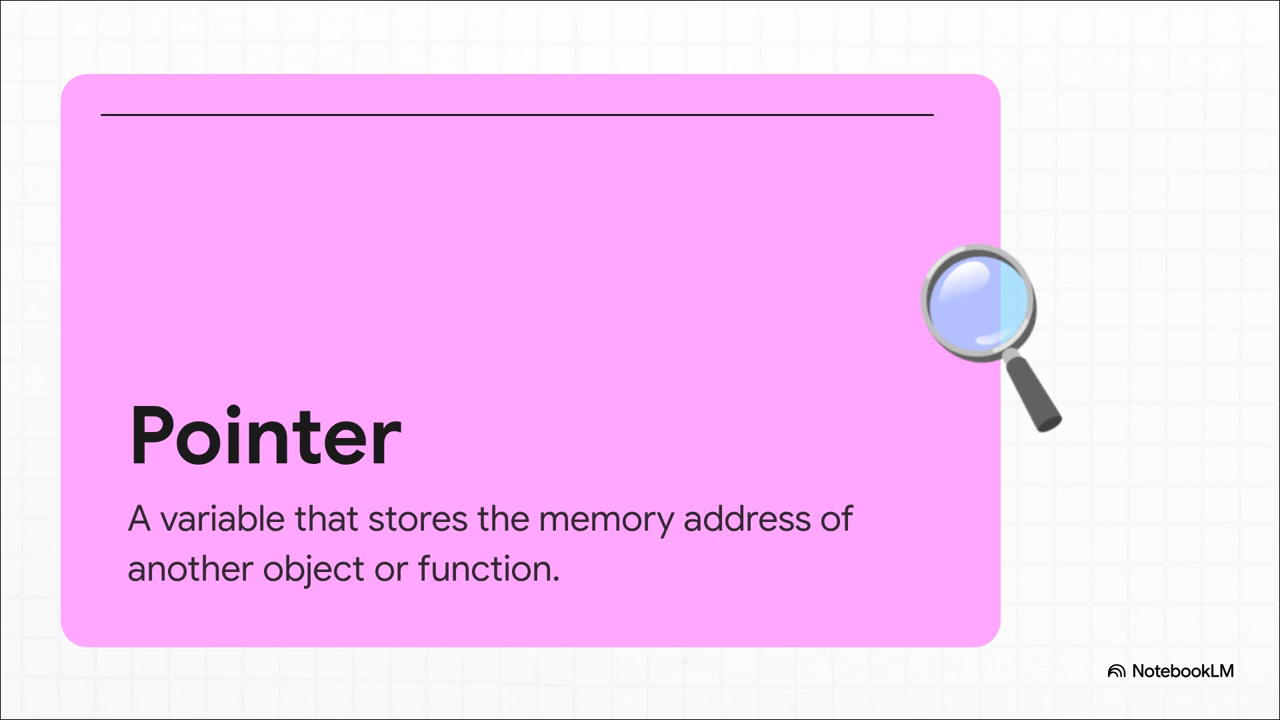 Pointer
A variable that stores the memory address of
another object or function.
NotebookLM